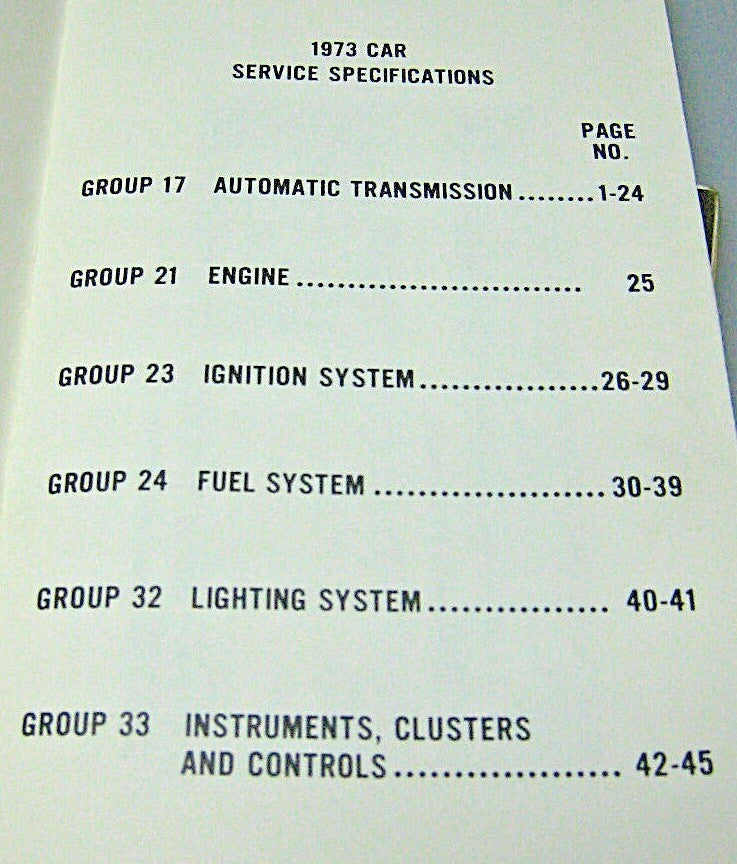 1973 CAR
SERVICE SPECIFICATIONS
PAGE
NO.
GROUP 17 AUTOMATIC TRANSMISSION ........ 1-24
GROUP 21 ENGINE ............................ 25
GROUP 23 IGNITION SYSTEM .................. 26-29
GROUP 24 FUEL SYSTEM ....................... 30-39
GROUP 32 LIGHTING SYSTEM ................ 40-41
GROUP 33 INSTRUMENTS, CLUSTERS
AND CONTROLS .................... 42-45